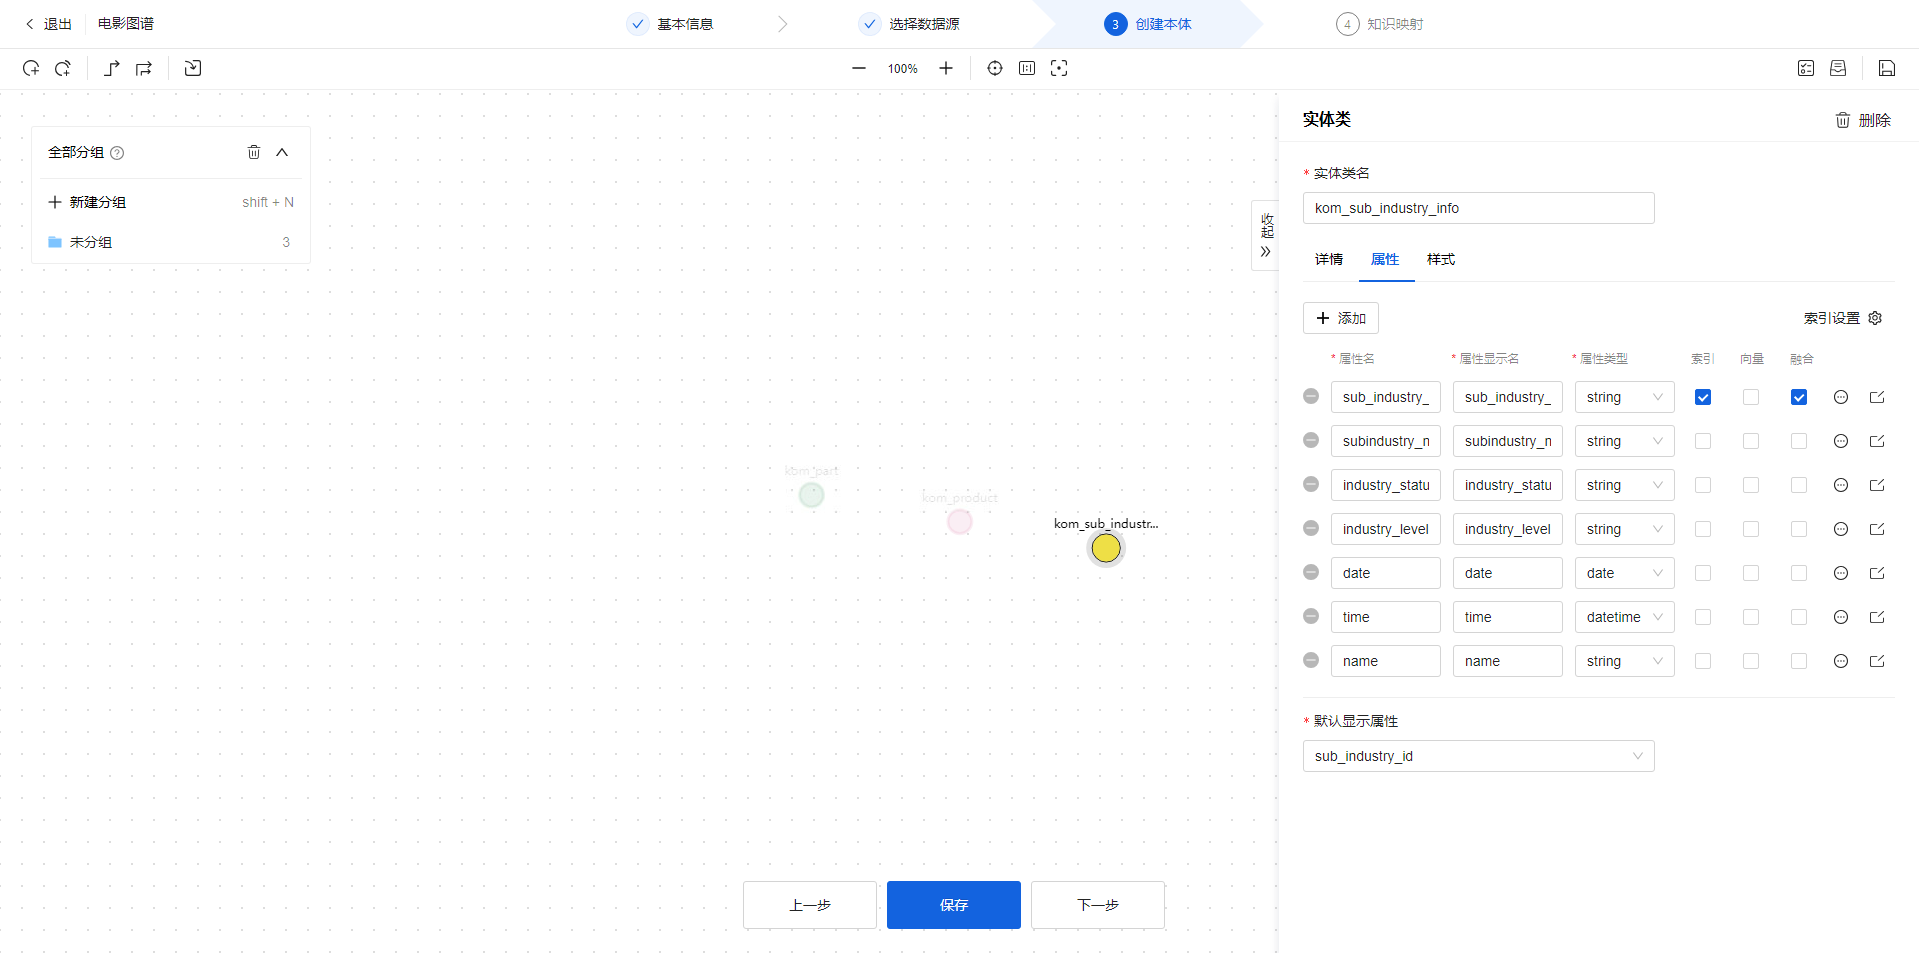 退出 电影图谱 基本信息 选择数据源 3 创建本体 4 知识映射
100%
全部分组
新建分组 shift + N
未分组 3
kom_part
kom_product
kom_sub_industr...
收起
上一步 保存 下一步
实体类 删除
* 实体类名
kom_sub_industry_info
详情 属性 样式
添加 索引设置
* 属性名 * 属性显示名 * 属性类型 索引 向量 融合
sub_industry_ sub_industry_ string
subindustry_n subindustry_n string
industry_statu industry_statu string
industry_level industry_level string
date date date
time time datetime
name name string
* 默认显示属性
sub_industry_id